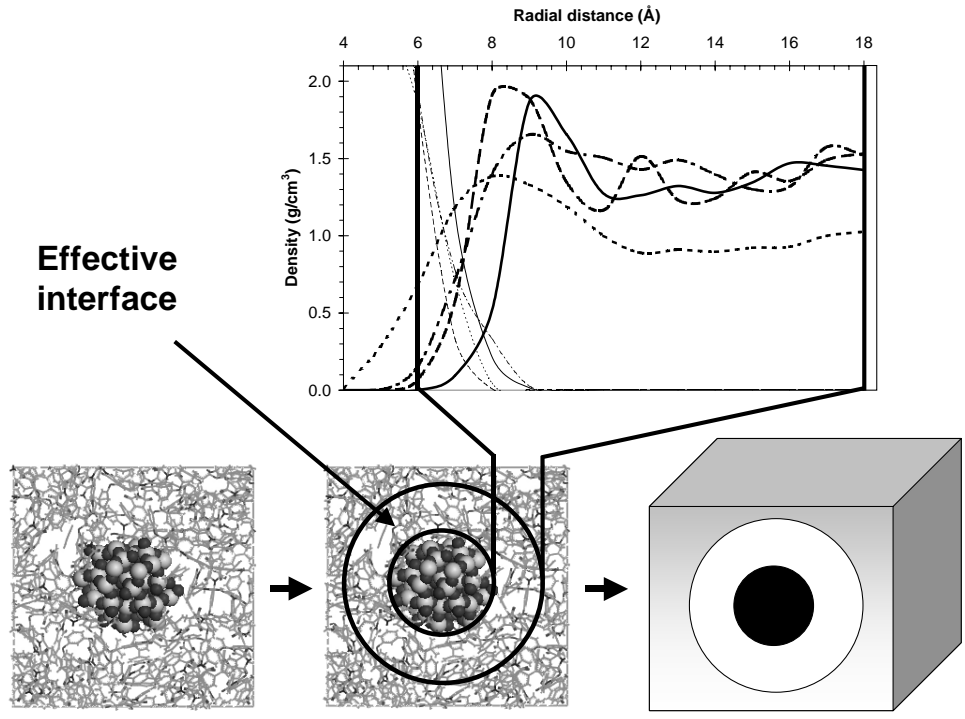 Radial distance (Å)
4 6 8 10 12 14 16 18
2.0
1.5
1.0
0.5
0.0
Density (g/cm³)
Effective
interface